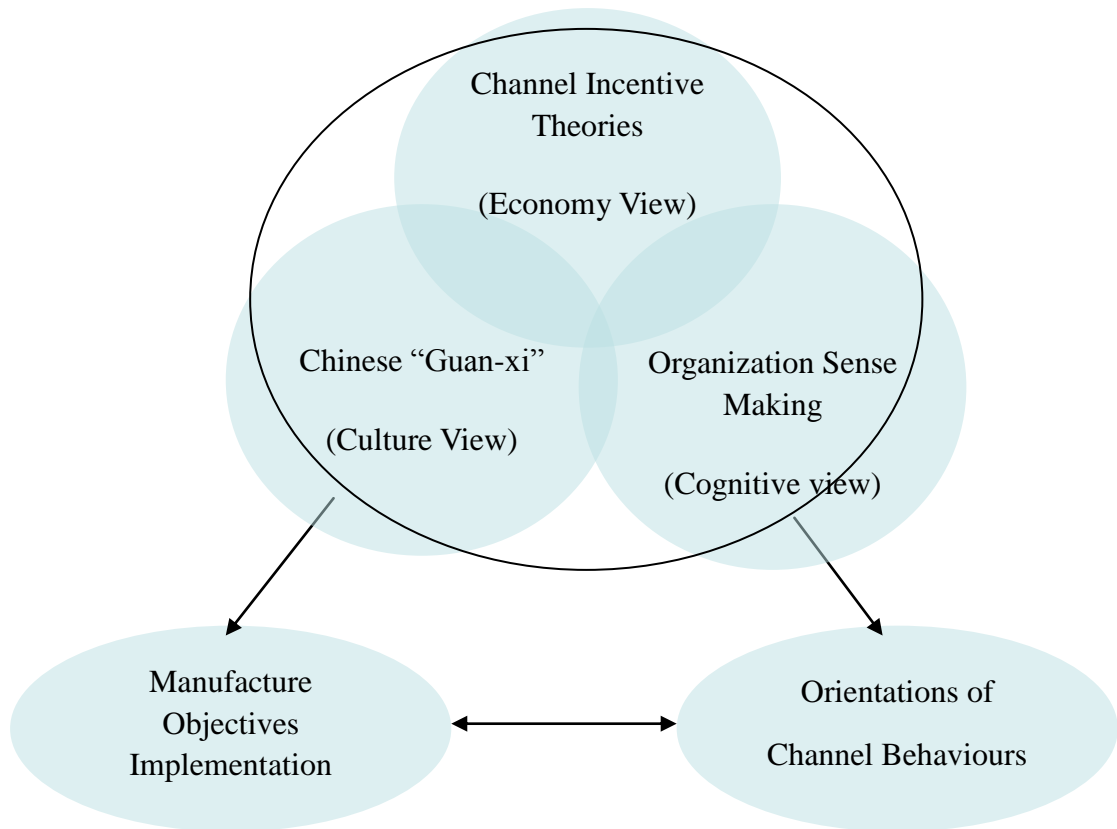 Channel Incentive
Theories
(Economy View)
Chinese “Guan-xi”
(Culture View)
Organization Sense
Making
(Cognitive view)
Manufacture
Objectives
Implementation
Orientations of
Channel Behaviours